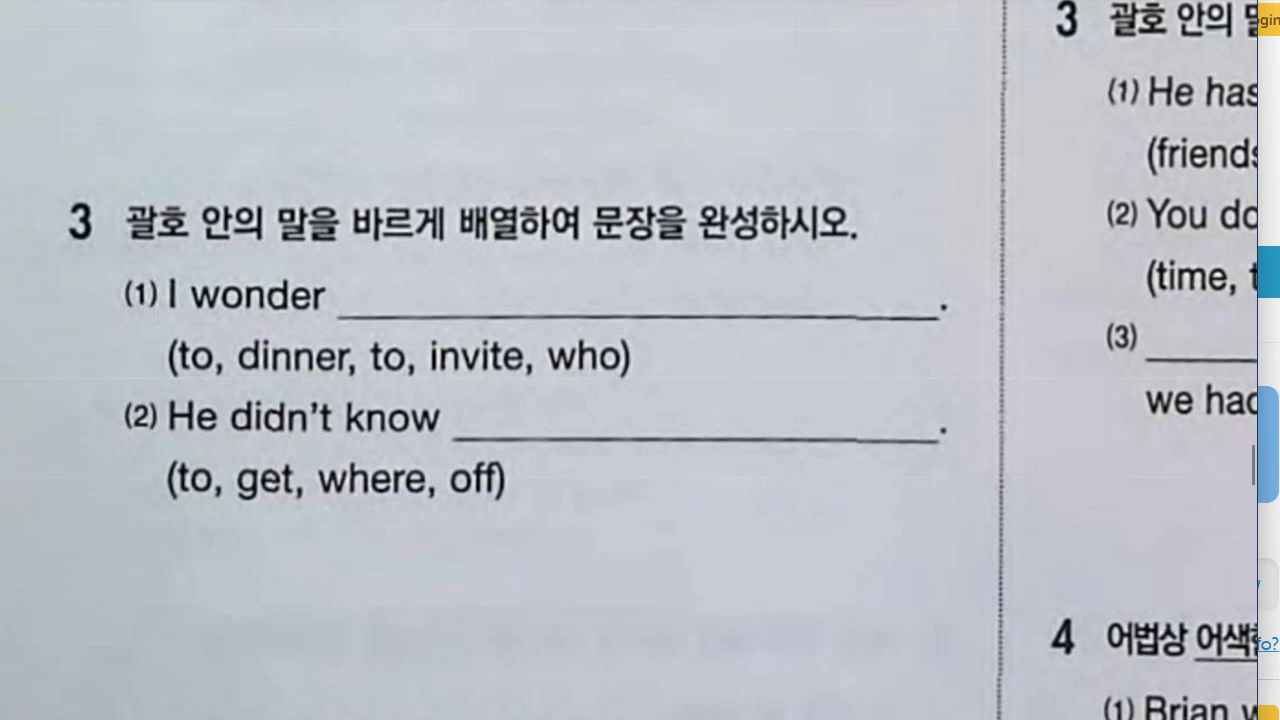 3 괄호 안의 말을 바르게 배열하여 문장을 완성하시오.
(1) I wonder .
(to, dinner, to, invite, who)
(2) He didn't know .
(to, get, where, off)
3 괄호 안의
(1) He has
(friends
(2) You do
(time,
(3)
we had
4 어법상
(1) Brian